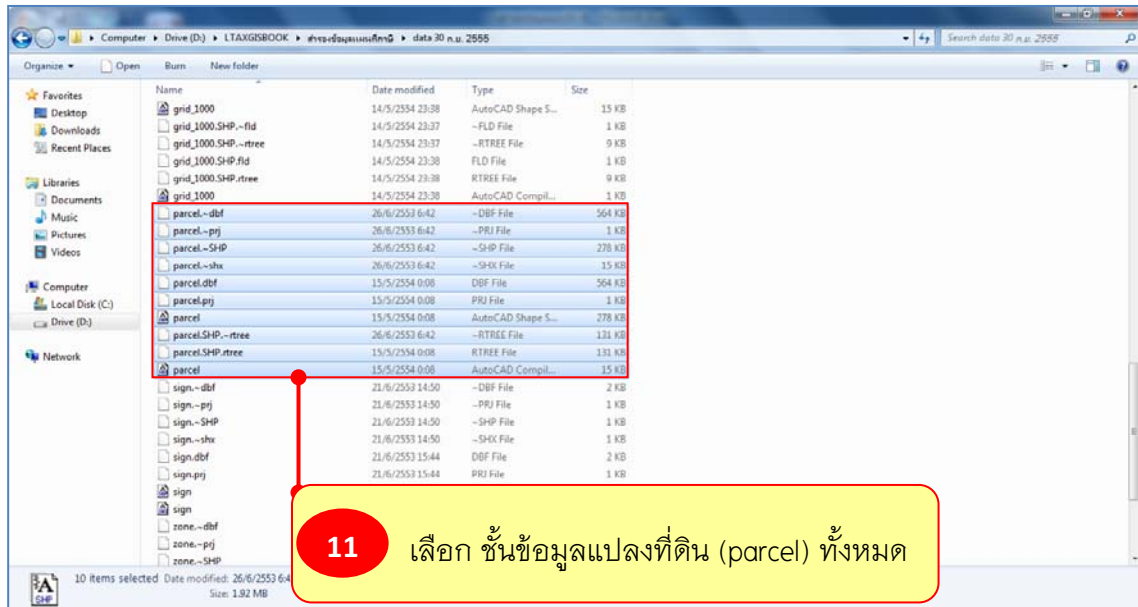 Computer ▸ Drive (D:) ▸ LTAXGISBOOK ▸ สำรองข้อมูลแผนที่ภาษี ▸ data 30 ก.ย. 2555
Search data 30 ก.ย. 2555
Organize Open Burn New folder
Name Date modified Type Size
Favorites
Desktop
Downloads
Recent Places
Libraries
Documents
Music
Pictures
Videos
Computer
Local Disk (C:)
Drive (D:)
Network
grid_1000 14/5/2554 23:38 AutoCAD Shape S... 15 KB
grid_1000.SHP.~fld 14/5/2554 23:37 ~FLD File 1 KB
grid_1000.SHP.~rtree 14/5/2554 23:37 ~RTREE File 9 KB
grid_1000.SHP.fld 14/5/2554 23:38 FLD File 1 KB
grid_1000.SHP.rtree 14/5/2554 23:38 RTREE File 9 KB
grid_1000 14/5/2554 23:38 AutoCAD Compil... 1 KB
parcel.~dbf 26/6/2553 6:42 ~DBF File 564 KB
parcel.~prj 26/6/2553 6:42 ~PRJ File 1 KB
parcel.~SHP 26/6/2553 6:42 ~SHP File 278 KB
parcel.~shx 26/6/2553 6:42 ~SHX File 15 KB
parcel.dbf 15/5/2554 0:08 DBF File 564 KB
parcel.prj 15/5/2554 0:08 PRJ File 1 KB
parcel 15/5/2554 0:08 AutoCAD Shape S... 278 KB
parcel.SHP.~rtree 26/6/2553 6:42 ~RTREE File 131 KB
parcel.SHP.rtree 15/5/2554 0:08 RTREE File 131 KB
parcel 15/5/2554 0:08 AutoCAD Compil... 15 KB
sign.~dbf 21/6/2553 14:50 ~DBF File 2 KB
sign.~prj 21/6/2553 14:50 ~PRJ File 1 KB
sign.~SHP 21/6/2553 14:50 ~SHP File 1 KB
sign.~shx 21/6/2553 14:50 ~SHX File 1 KB
sign.dbf 21/6/2553 15:44 DBF File 2 KB
sign.prj 21/6/2553 15:44 PRJ File 1 KB
sign
sign
zone.~dbf
zone.~prj
zone.~SHP
11 เลือก ชั้นข้อมูลแปลงที่ดิน (parcel) ทั้งหมด
SHP
10 items selected Date modified: 26/6/2553 6:4
Size: 1.92 MB